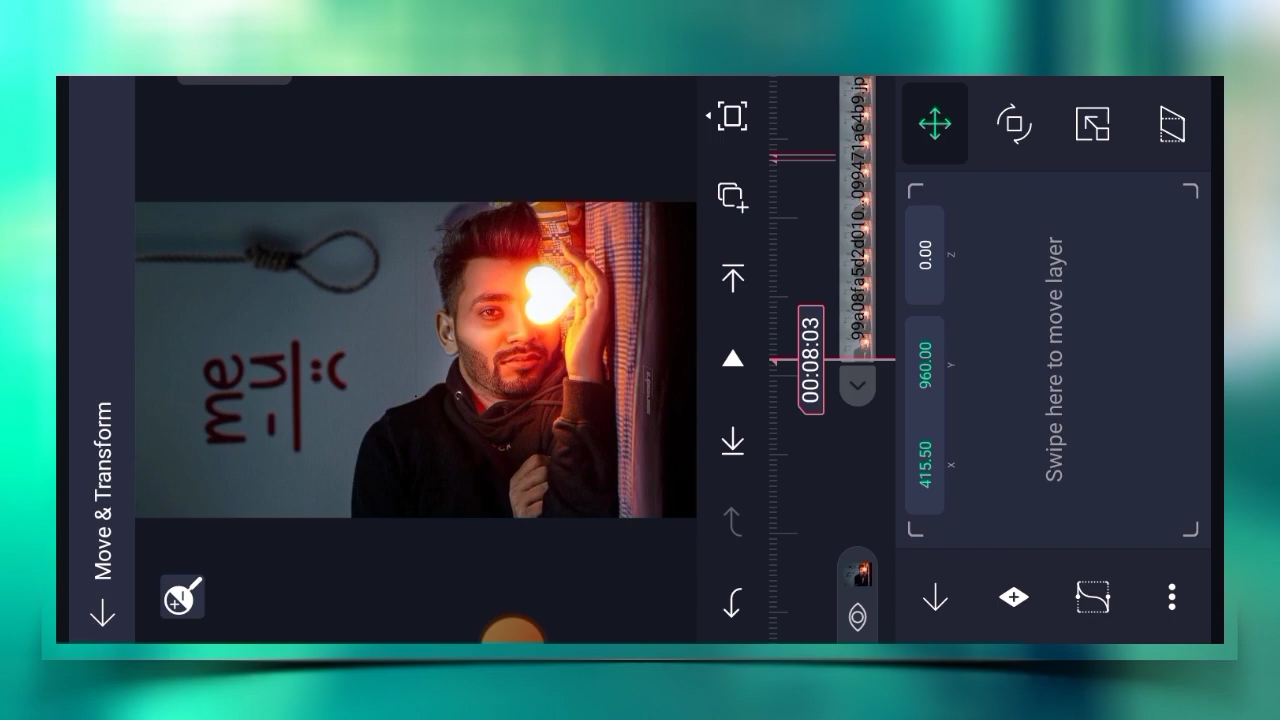 Move & Transform
me
-u
:(
00:08:03
99a08fa5d2d010...099471a64b9.jp
415.50
960.00
0.00
X
Y
Z
Swipe here to move layer